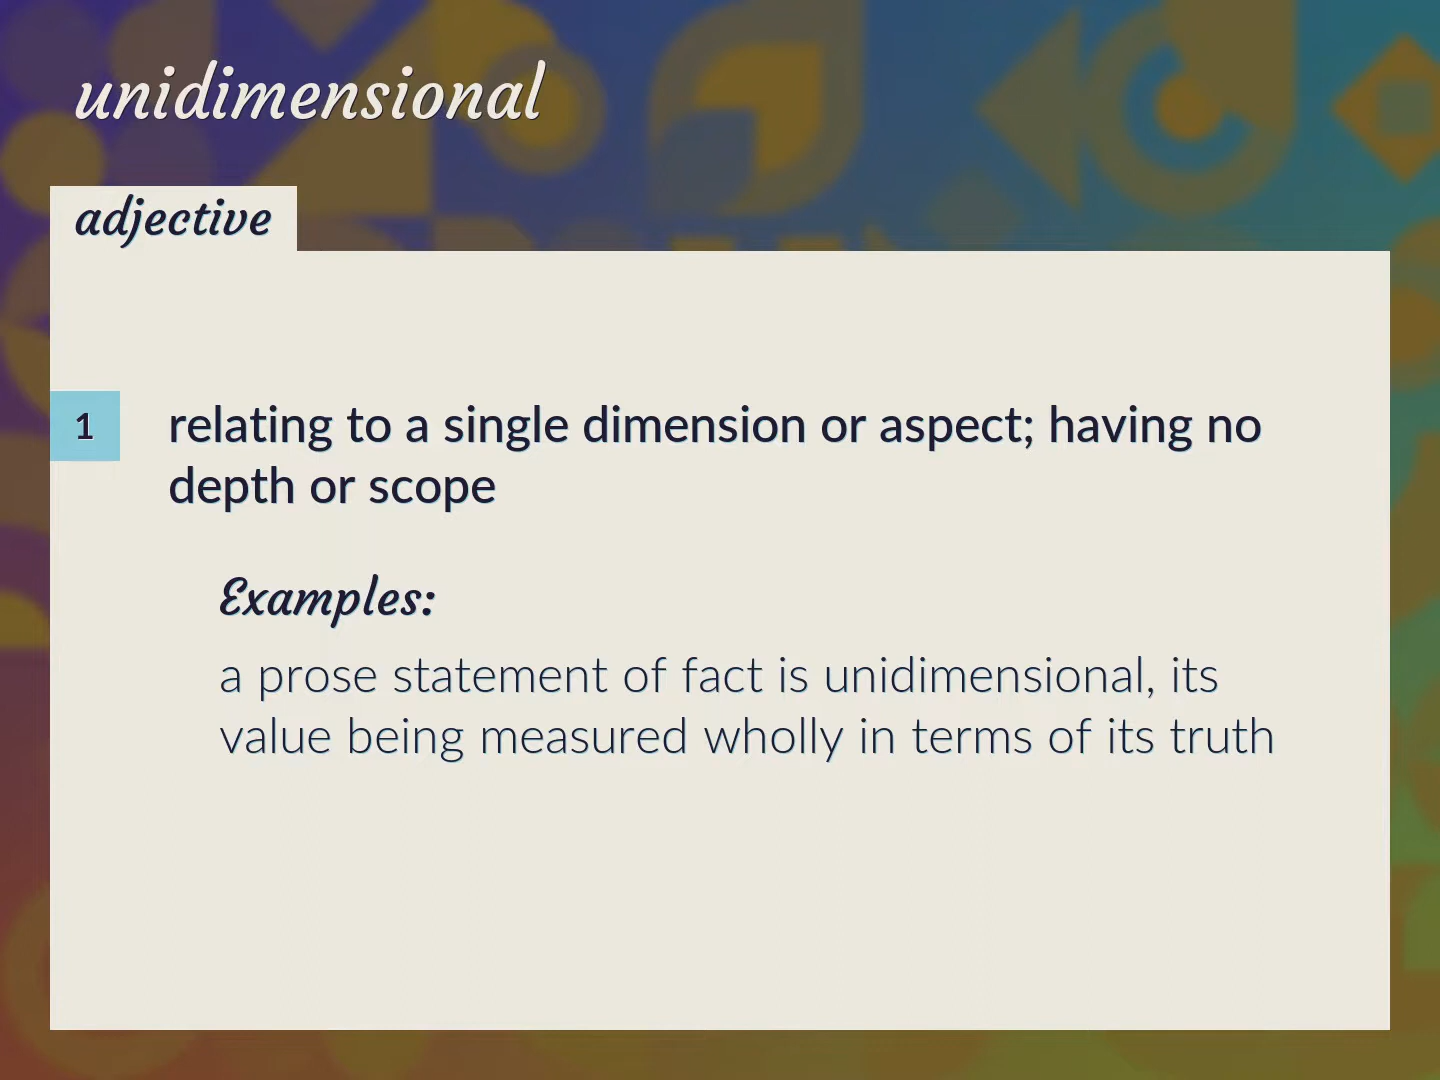 unidimensional
adjective
1
relating to a single dimension or aspect; having no
depth or scope
Examples:
a prose statement of fact is unidimensional, its
value being measured wholly in terms of its truth